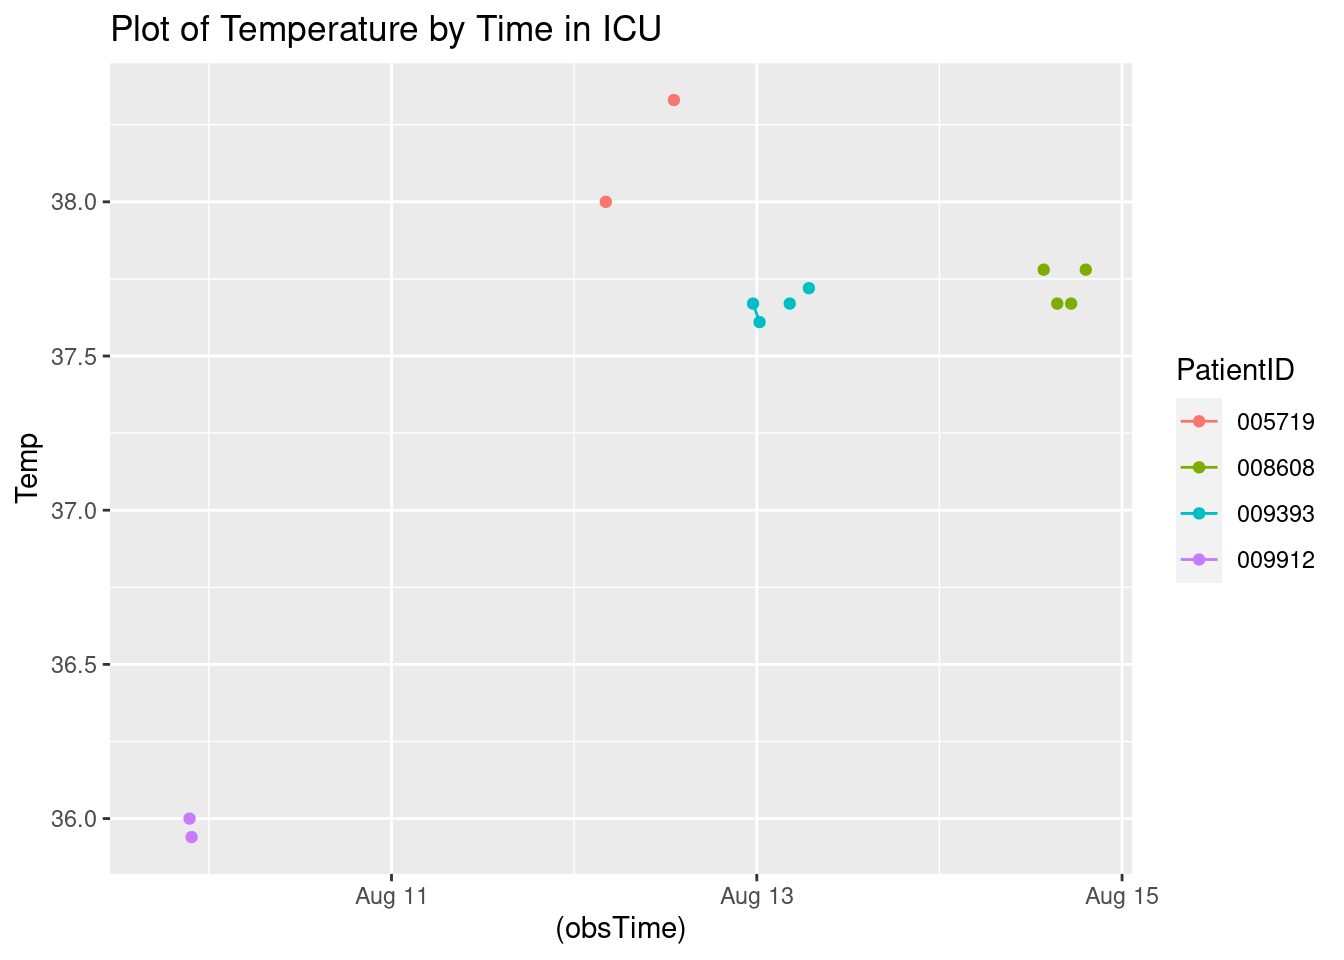 Plot of Temperature by Time in ICU
38.0
37.5
37.0
36.5
36.0
Temp
Aug 11
Aug 13
Aug 15
(obsTime)
PatientID
005719
008608
009393
009912